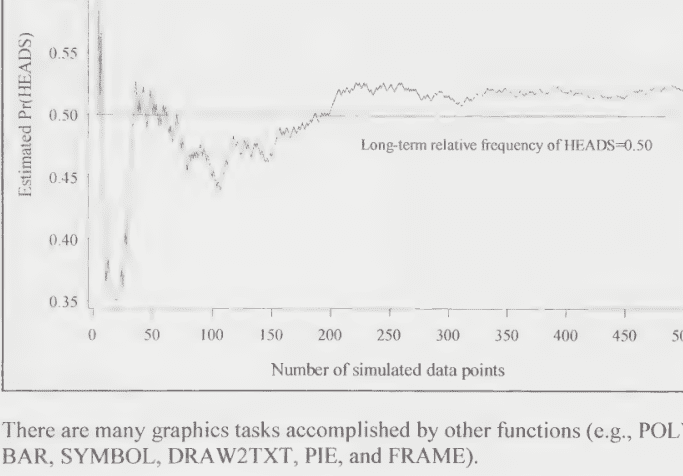 Estimated Pr(HEADS)
0.55
0.50
0.45
0.40
0.35
Long-term relative frequency of HEADS=0.50
0 50 100 150 200 250 300 350 400 450
Number of simulated data points
There are many graphics tasks accomplished by other functions (e.g.,
BAR, SYMBOL, DRAW2TXT, PIE, and FRAME).